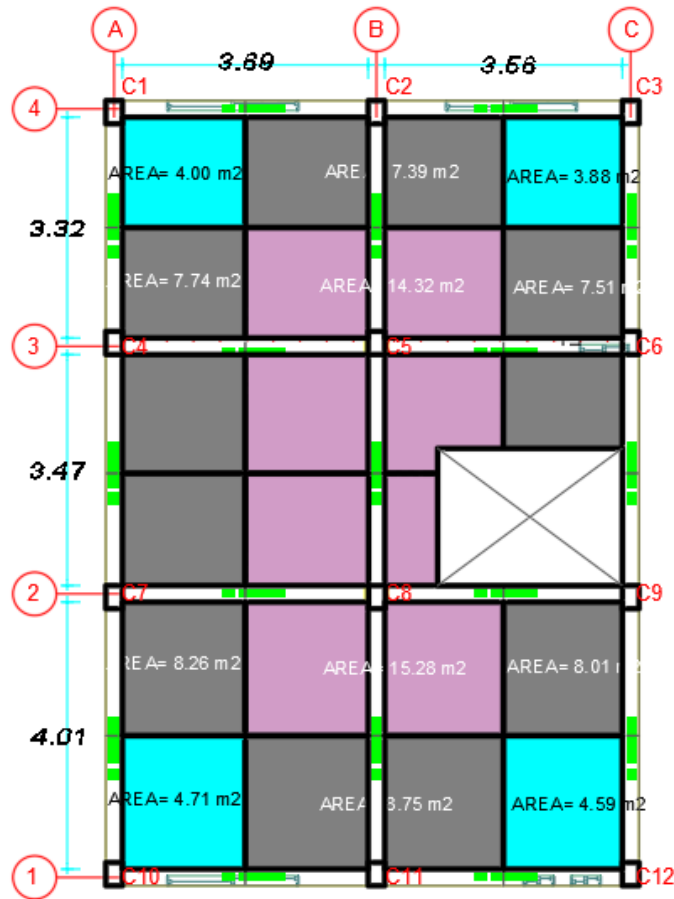 A B C
3.69 3.56
C1 C2 C3
4
AREA= 4.00 m2 AREA 7.39 m2 AREA= 3.88 m2
3.32
AREA= 7.74 m2 AREA= 14.32 m2 AREA= 7.51 m2
3 C4 C5 C6
3.47
2 C7 C8 C9
AREA= 8.26 m2 AREA= 15.28 m2 AREA= 8.01 m2
4.01
AREA= 4.71 m2 AREA 8.75 m2 AREA= 4.59 m2
1 C10 C11 C12